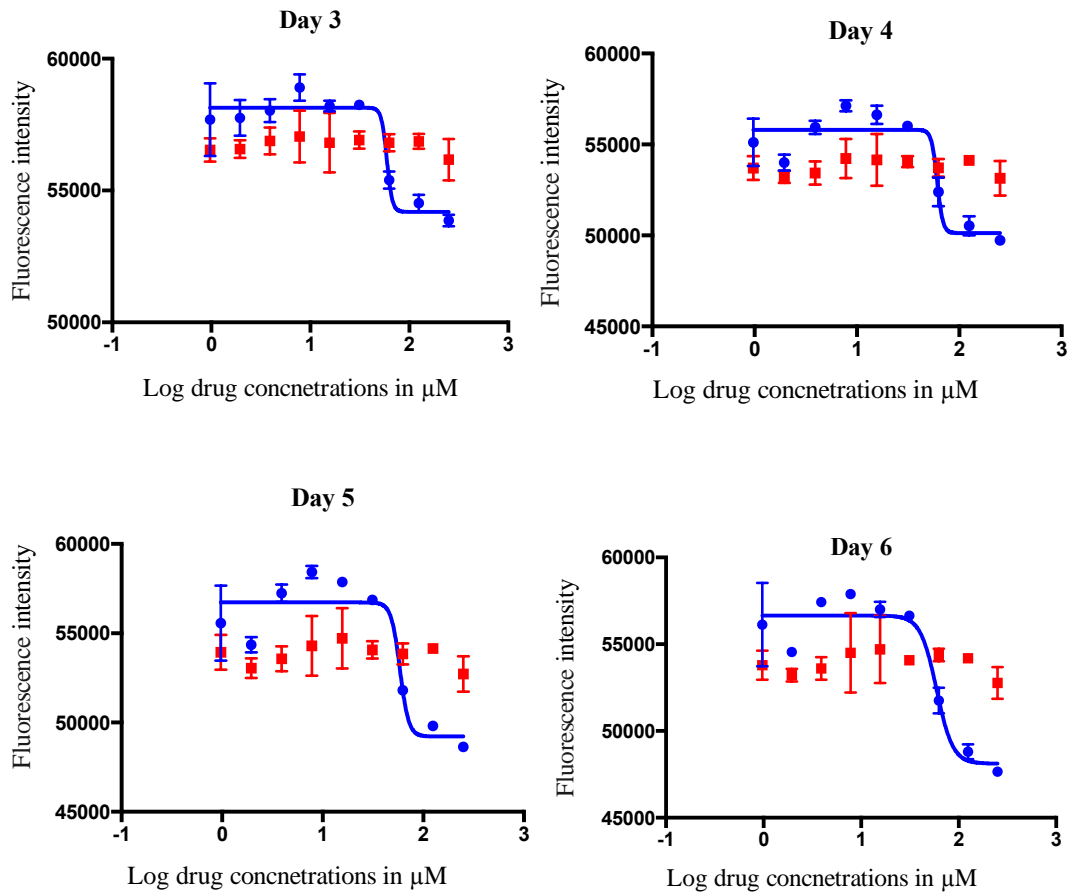 Day 3
60000
55000
50000
Fluorescence intensity
-1
0
1
2
3
Log drug concnetrations in μM
Day 4
60000
55000
50000
45000
Fluorescence intensity
-1
0
1
2
3
Log drug concnetrations in μM
Day 5
60000
55000
50000
45000
Fluorescence intensity
-1
0
1
2
3
Log drug concnetrations in μM
Day 6
60000
55000
50000
45000
Fluorescence intensity
-1
0
1
2
3
Log drug concnetrations in μM